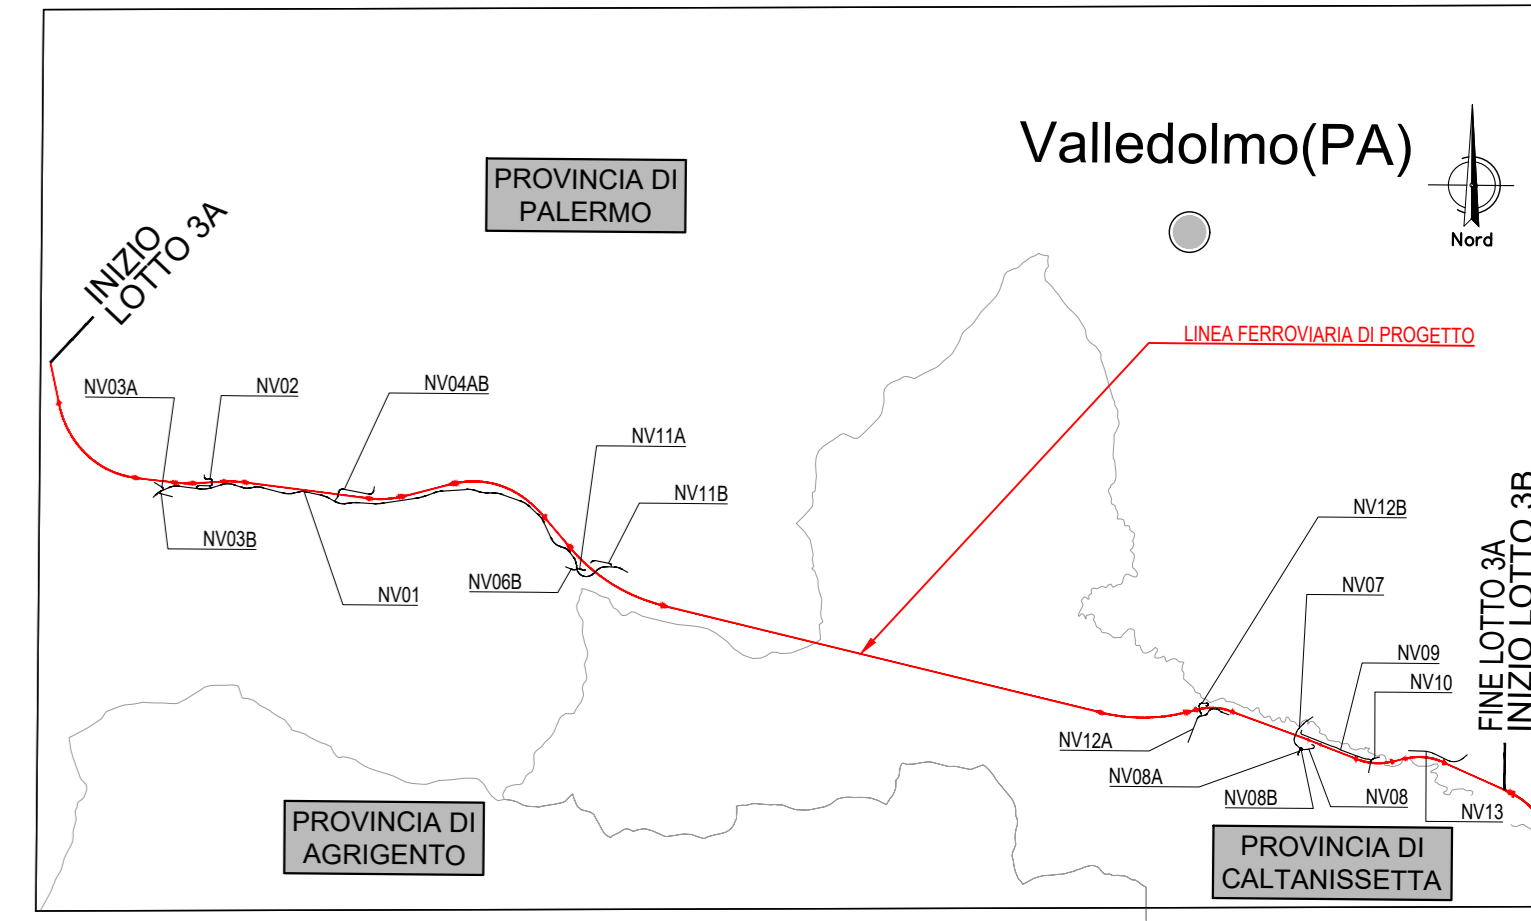 Valledolmo(PA)
Nord
PROVINCIA DI
PALERMO
INIZIO
LOTTO 3A
LINEA FERROVIARIA DI PROGETTO
NV03A
NV02
NV04AB
NV11A
NV11B
NV03B
NV01
NV06B
NV12B
NV07
NV09
NV10
NV12A
NV08A
NV08B
NV08
NV13
FINE LOTTO 3A
INIZIO LOTTO 3B
PROVINCIA DI
AGRIGENTO
PROVINCIA DI
CALTANISSETTA